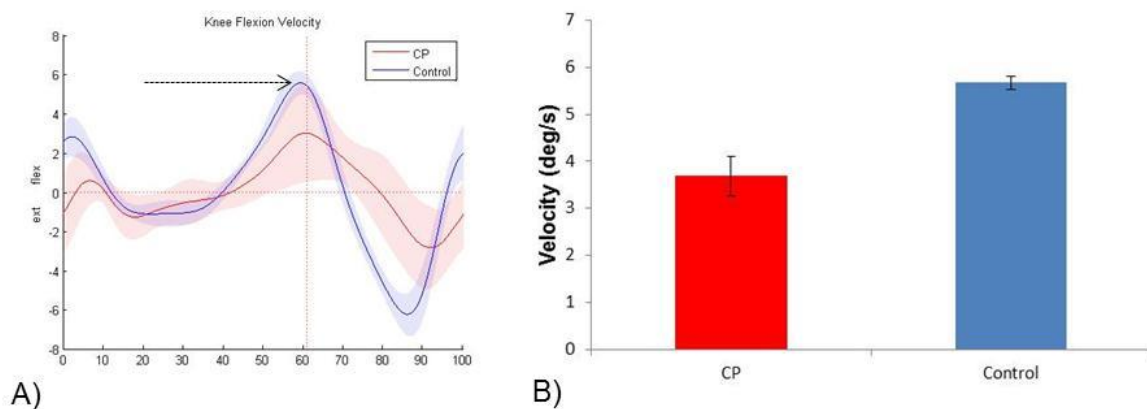 Knee Flexion Velocity
CP
Control
8
6
4
2
0
-2
-4
-6
-8
ext flex
0 10 20 30 40 50 60 70 80 90 100
A)
7
6
5
4
3
2
1
0
Velocity (deg/s)
CP Control
B)